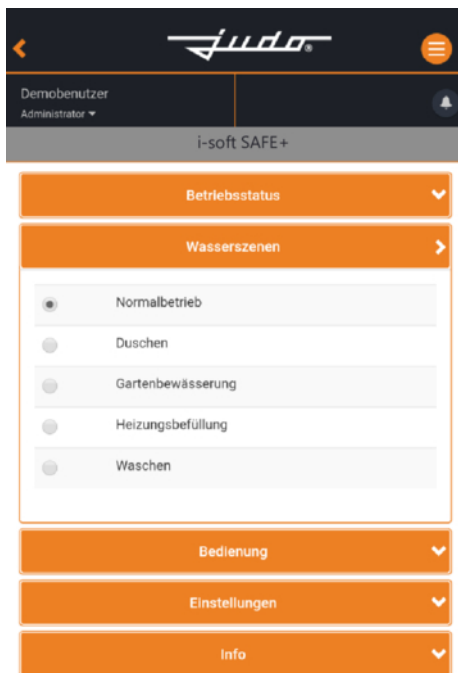 judo®
Demobenutzer
Administrator
i-soft SAFE+
Betriebsstatus
Wasserszenen
Normalbetrieb
Duschen
Gartenbewässerung
Heizungsbefüllung
Waschen
Bedienung
Einstellungen
Info